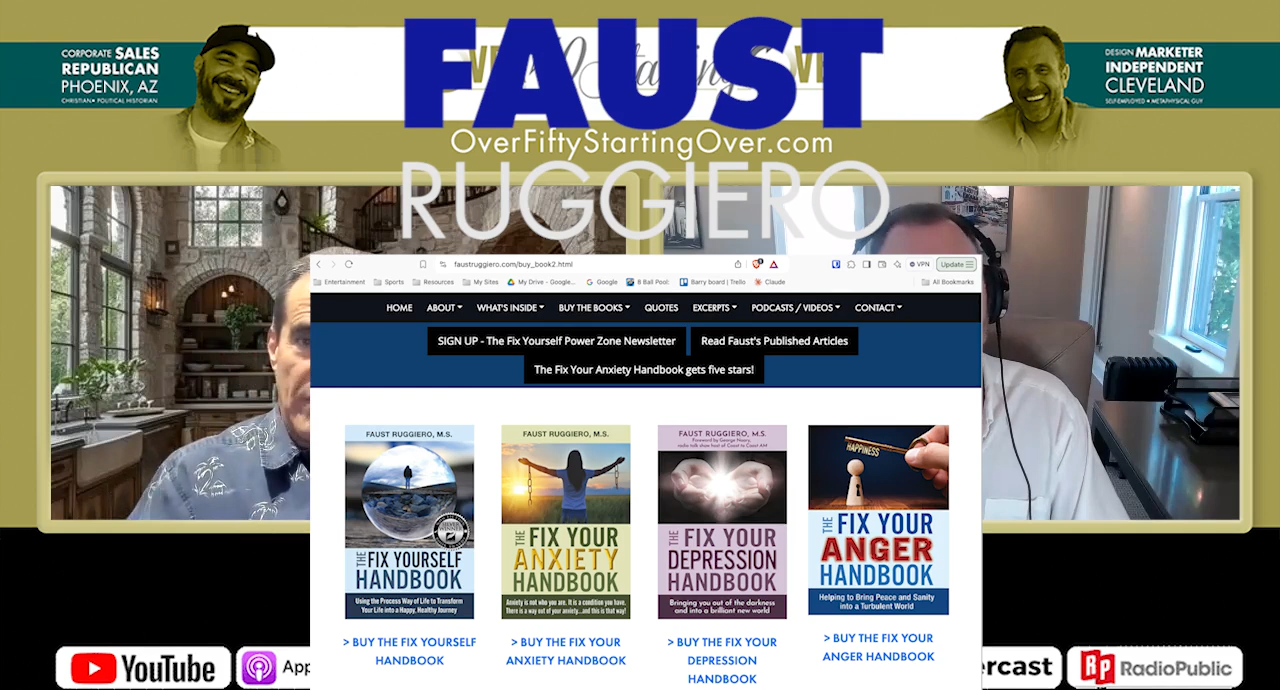 FAUST
OverFiftyStartingOver.com
RUGGIERO
CORPORATE SALES
REPUBLICAN
PHOENIX, AZ
CHRISTIAN • POLITICAL HISTORIAN
DESIGN MARKETER
INDEPENDENT
CLEVELAND
SELF-EMPLOYED • METAPHYSICAL GUY
faustruggiero.com/buy_book2.html
VPN
Update
Entertainment
Sports
Resources
My Sites
My Drive - Google...
Google
8 Ball Pool:
Barry board | Trello
Claude
All Bookmarks
HOME ABOUT WHAT'S INSIDE BUY THE BOOKS QUOTES EXCERPTS PODCASTS / VIDEOS CONTACT
SIGN UP - The Fix Yourself Power Zone Newsletter
Read Faust's Published Articles
The Fix Your Anxiety Handbook gets five stars!
FAUST RUGGIERO, M.S.
SILVER WINNER
THE FIX YOURSELF
HANDBOOK
Using the Process Way of Life to Transform
Your Life into a Happy, Healthy Journey
> BUY THE FIX YOURSELF
HANDBOOK
FAUST RUGGIERO, M.S.
THE FIX YOUR
ANXIETY
HANDBOOK
Anxiety is not who you are. It is a condition you have.
There is a way out of your anxiety...and this is that way!
> BUY THE FIX YOUR
ANXIETY HANDBOOK
FAUST RUGGIERO, M.S.
Foreword by George Noory,
radio talk show host of Coast to Coast AM
THE FIX YOUR
DEPRESSION
HANDBOOK
Bringing you out of the darkness
and into a brilliant new world
> BUY THE FIX YOUR
DEPRESSION
HANDBOOK
HAPPINESS
THE FIX YOUR
ANGER
HANDBOOK
Helping to Bring Peace and Sanity
into a Turbulent World
> BUY THE FIX YOUR
ANGER HANDBOOK
YouTube
App
ercast
RP RadioPublic